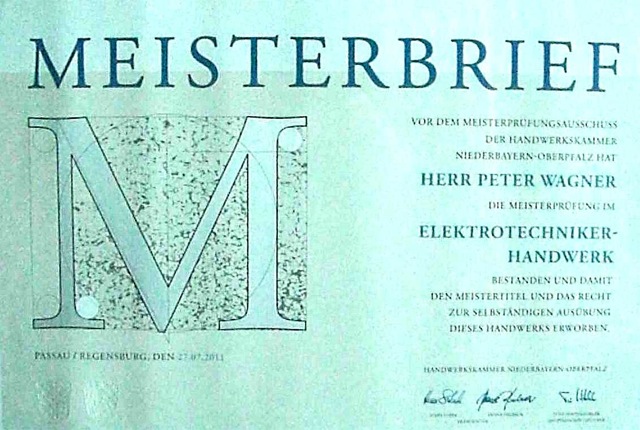 MEISTERBRIEF
VOR DEM MEISTERPRÜFUNGSAUSSCHUSS
DER HANDWERKSKAMMER
NIEDERBAYERN-OBERPFALZ HAT
HERR PETER WAGNER
DIE MEISTERPRÜFUNG IM
ELEKTROTECHNIKER-
HANDWERK
BESTANDEN UND DAMIT
DEN MEISTERTITEL UND DAS RECHT
ZUR SELBSTÄNDIGEN AUSÜBUNG
DIESES HANDWERKS ERWORBEN.
M
PASSAU / REGENSBURG, DEN 27.07.2011
HANDWERKSKAMMER NIEDERBAYERN-OBERPFALZ